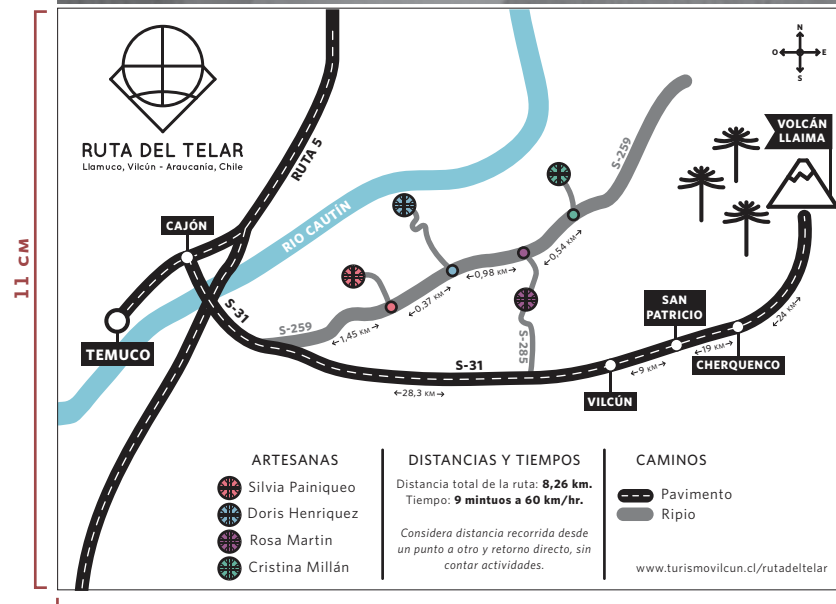 11 CM
RUTA DEL TELAR
Llamuco, Vilcún - Araucanía, Chile
RUTA 5
N
O
E
S
VOLCÁN
LLAIMA
S-259
RIO CAUTÍN
CAJÓN
TEMUCO
S-31
S-259
←1,45 KM→
←0,37 KM→
←0,98 KM→
←0,54 KM→
S-285
S-31
←28,3 KM→
SAN
PATRICIO
VILCÚN
←9 KM→
←19 KM→
CHERQUENCO
←24 KM→
ARTESANAS
Silvia Painiqueo
Doris Henriquez
Rosa Martin
Cristina Millán
DISTANCIAS Y TIEMPOS
Distancia total de la ruta: 8,26 km.
Tiempo: 9 mintuos a 60 km/hr.
Considera distancia recorrida desde
un punto a otro y retorno directo, sin
contar actividades.
CAMINOS
Pavimento
Ripio
www.turismovilcun.cl/rutadeltelar